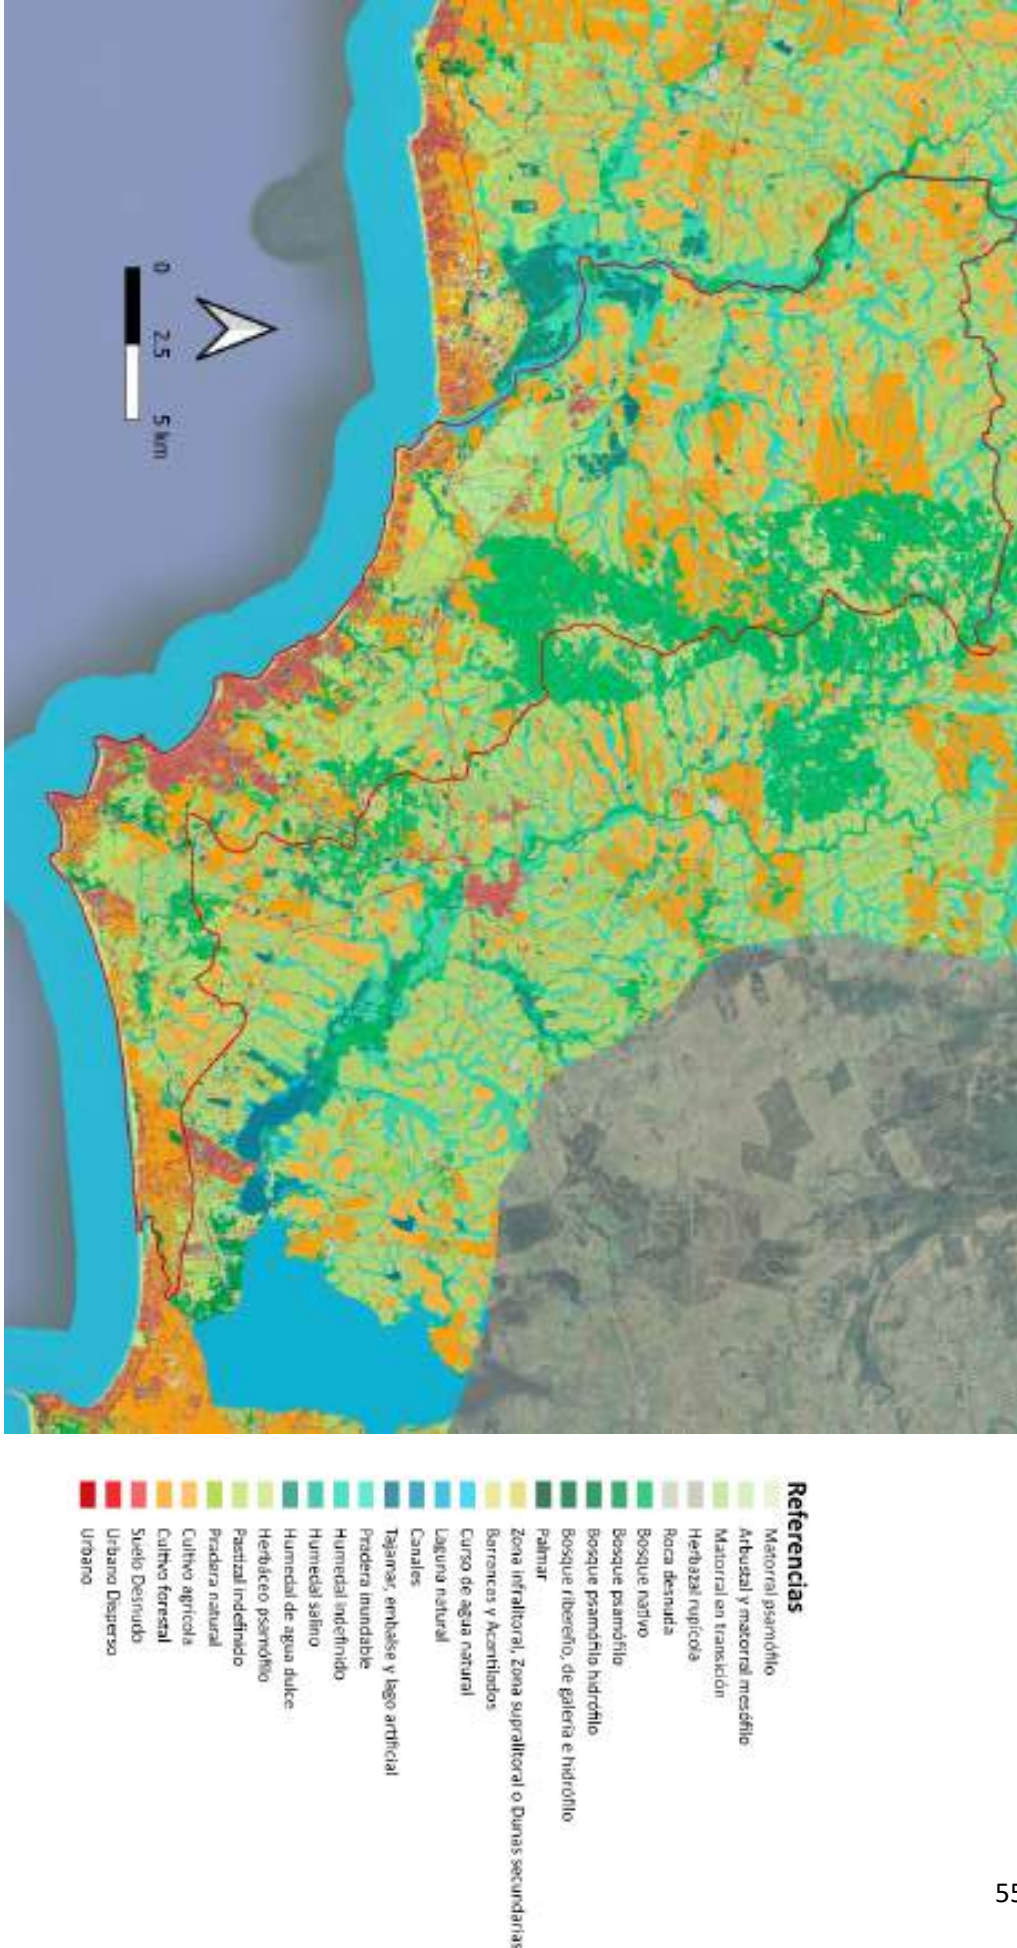 0 2.5 5 km
Referencias
Matorral psamófilo
Arbustal y matorral mesófilo
Matorral en transición
Herbazal rupícola
Roca desnuda
Bosque nativo
Bosque psamófilo
Bosque psamófilo hidrófilo
Bosque ribereño, de galería e hidrófilo
Palmar
Zona infralitoral, Zona supralitoral o Dunas secundarias
Barrancas y Acantilados
Curso de agua natural
Laguna natural
Canales
Tajamar, embalse y lago artificial
Pradera inundable
Humedal indefinido
Humedal salino
Humedal de agua dulce
Herbáceo psamófilo
Pastizal indefinido
Pradera natural
Cultivo agrícola
Cultivo forestal
Suelo Desnudo
Urbano Disperso
Urbano
55